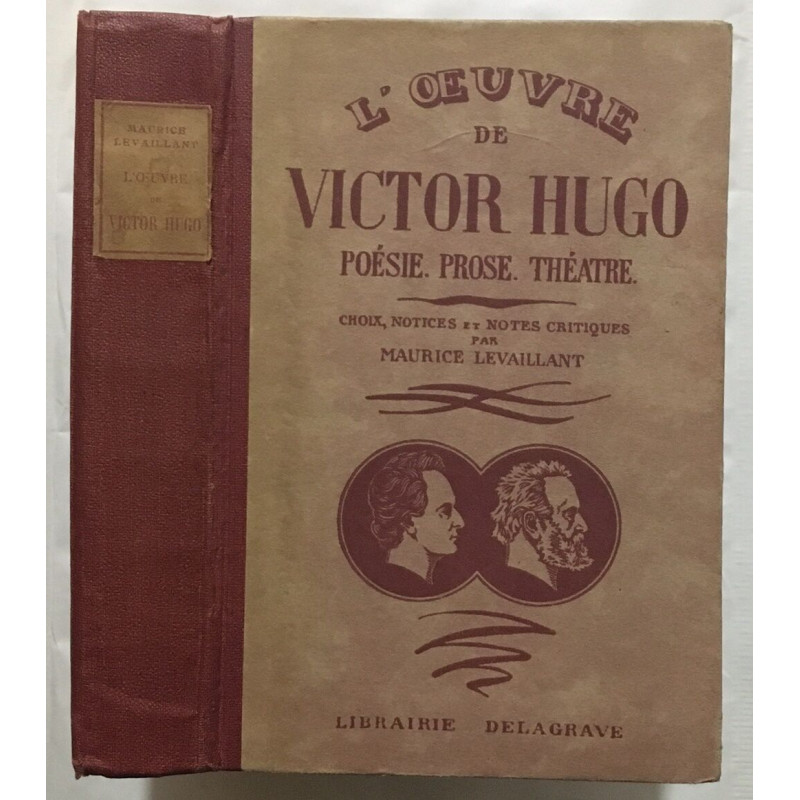 MAURICE
LEVAILLANT
L'ŒUVRE
DE
VICTOR HUGO
L'ŒUVRE
DE
VICTOR HUGO
POÉSIE. PROSE. THÉATRE.
CHOIX, NOTICES ET NOTES CRITIQUES
PAR
MAURICE LEVAILLANT
LIBRAIRIE DELAGRAVE